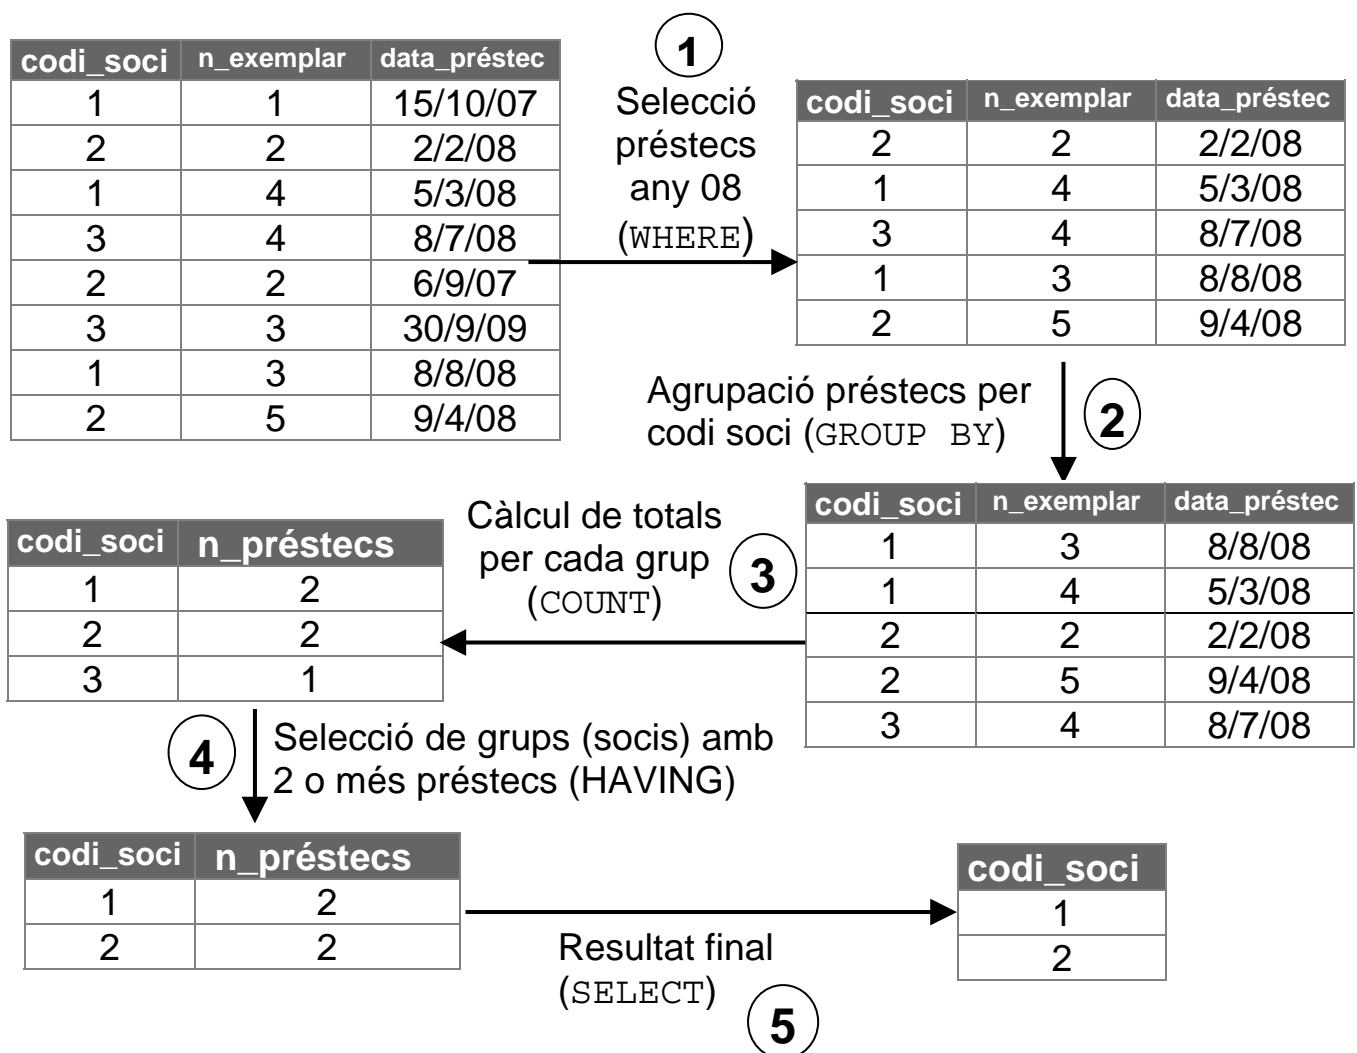 codi_soci n_exemplar data_préstec
1 1 15/10/07
2 2 2/2/08
1 4 5/3/08
3 4 8/7/08
2 2 6/9/07
3 3 30/9/09
1 3 8/8/08
2 5 9/4/08
1
Selecció
préstecs
any 08
(WHERE)
codi_soci n_exemplar data_préstec
2 2 2/2/08
1 4 5/3/08
3 4 8/7/08
1 3 8/8/08
2 5 9/4/08
Agrupació préstecs per
codi soci (GROUP BY)
2
codi_soci n_exemplar data_préstec
1 3 8/8/08
1 4 5/3/08
2 2 2/2/08
2 5 9/4/08
3 4 8/7/08
Càlcul de totals
per cada grup
(COUNT)
3
codi_soci n_préstecs
1 2
2 2
3 1
4
Selecció de grups (socis) amb
2 o més préstecs (HAVING)
codi_soci n_préstecs
1 2
2 2
Resultat final
(SELECT)
5
codi_soci
1
2